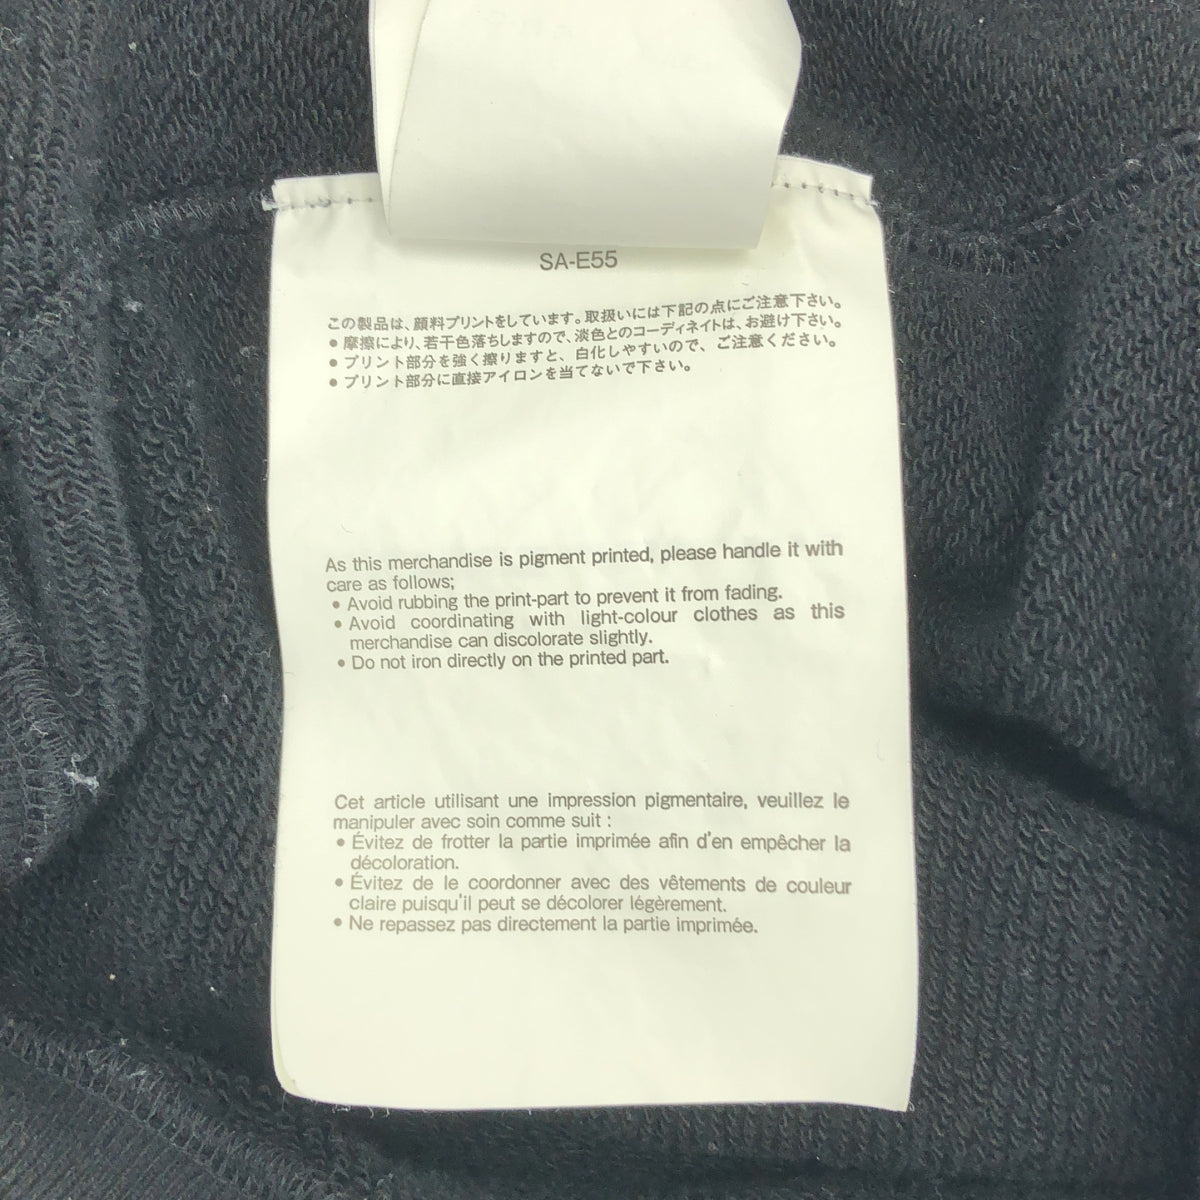 SA-E55
この製品は、顔料プリントをしています。取扱いには下記の点にご注意下さい。
● 摩擦により、若干色落ちしますので、淡色とのコーディネイトは、お避け下さい。
● プリント部分を強く擦りますと、白化しやすいので、ご注意ください。
● プリント部分に直接アイロンを当てないで下さい。
As this merchandise is pigment printed, please handle it with
care as follows;
● Avoid rubbing the print-part to prevent it from fading.
● Avoid coordinating with light-colour clothes as this
merchandise can discolorate slightly.
● Do not iron directly on the printed part.
Cet article utilisant une impression pigmentaire, veuillez le
manipuler avec soin comme suit :
● Évitez de frotter la partie imprimée afin d'en empêcher la
décoloration.
● Évitez de le coordonner avec des vêtements de couleur
claire puisqu'il peut se décolorer légèrement.
● Ne repassez pas directement la partie imprimée.